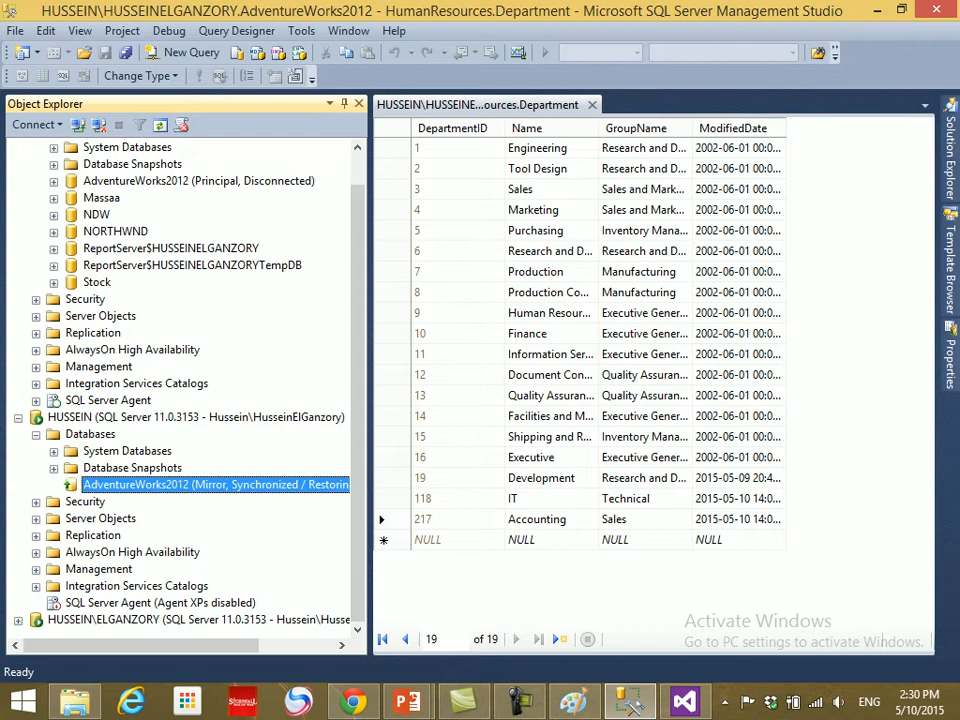 HUSSEIN\HUSSEINELGANZORY.AdventureWorks2012 - HumanResources.Department - Microsoft SQL Server Management Studio
File Edit View Project Debug Query Designer Tools Window Help
New Query
Change Type
Object Explorer
Connect
System Databases
Database Snapshots
AdventureWorks2012 (Principal, Disconnected)
Massaa
NDW
NORTHWND
ReportServer$HUSSEINELGANZORY
ReportServer$HUSSEINELGANZORYTempDB
Stock
Security
Server Objects
Replication
AlwaysOn High Availability
Management
Integration Services Catalogs
SQL Server Agent
HUSSEIN (SQL Server 11.0.3153 - Hussein\HusseinElGanzory)
Databases
System Databases
Database Snapshots
AdventureWorks2012 (Mirror, Synchronized / Restorin
Security
Server Objects
Replication
AlwaysOn High Availability
Management
Integration Services Catalogs
SQL Server Agent (Agent XPs disabled)
HUSSEIN\ELGANZORY (SQL Server 11.0.3153 - Hussein\Husse
HUSSEIN\HUSSEINE...ources.Department
DepartmentID Name GroupName ModifiedDate
1 Engineering Research and D... 2002-06-01 00:0...
2 Tool Design Research and D... 2002-06-01 00:0...
3 Sales Sales and Mark... 2002-06-01 00:0...
4 Marketing Sales and Mark... 2002-06-01 00:0...
5 Purchasing Inventory Mana... 2002-06-01 00:0...
6 Research and D... Research and D... 2002-06-01 00:0...
7 Production Manufacturing 2002-06-01 00:0...
8 Production Co... Manufacturing 2002-06-01 00:0...
9 Human Resour... Executive Gener... 2002-06-01 00:0...
10 Finance Executive Gener... 2002-06-01 00:0...
11 Information Ser... Executive Gener... 2002-06-01 00:0...
12 Document Con... Quality Assuran... 2002-06-01 00:0...
13 Quality Assuran... Quality Assuran... 2002-06-01 00:0...
14 Facilities and M... Executive Gener... 2002-06-01 00:0...
15 Shipping and R... Inventory Mana... 2002-06-01 00:0...
16 Executive Executive Gener... 2002-06-01 00:0...
19 Development Research and D... 2015-05-09 20:4...
118 IT Technical 2015-05-10 14:0...
217 Accounting Sales 2015-05-10 14:0...
NULL NULL NULL NULL
19 of 19
Solution Explorer
Template Browser
Properties
Activate Windows
Go to PC settings to activate Windows.
Ready
ENG
2:30 PM
5/10/2015